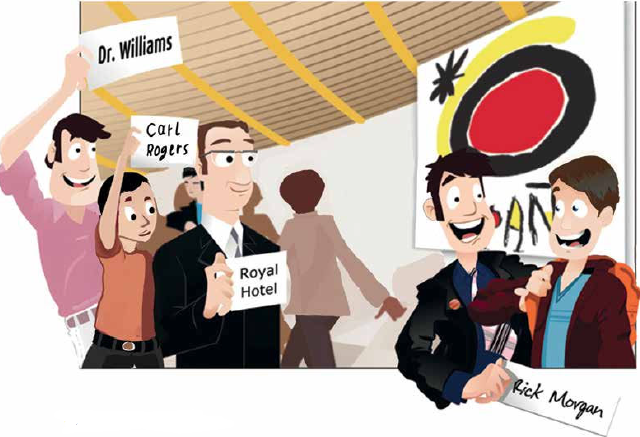 Dr. Williams
Carl
Rogers
Royal
Hotel
Rick Morgan